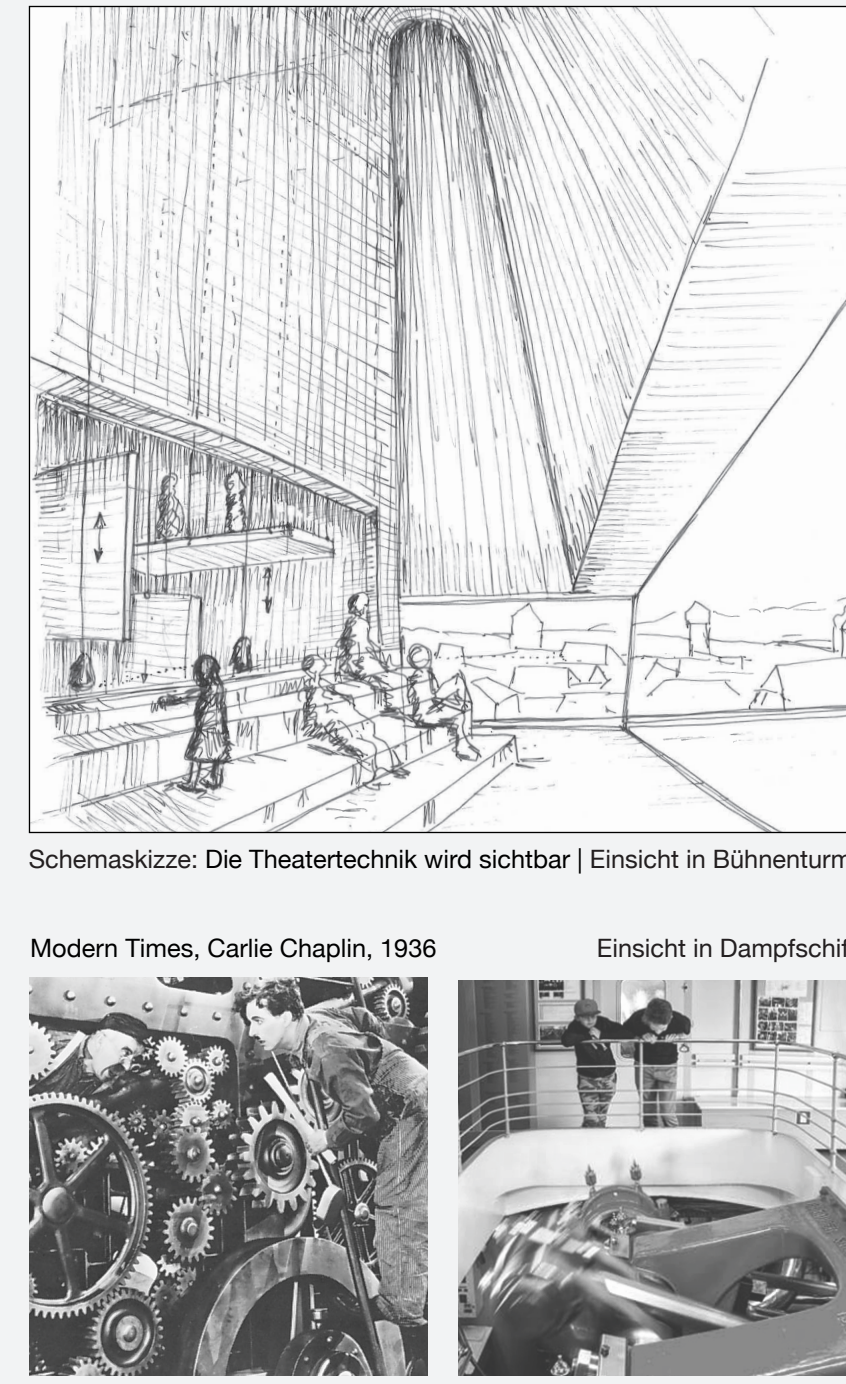 Schemaskizze: Die Theatertechnik wird sichtbar | Einsicht in Bühnenturm
Modern Times, Carlie Chaplin, 1936
Einsicht in Dampfschif